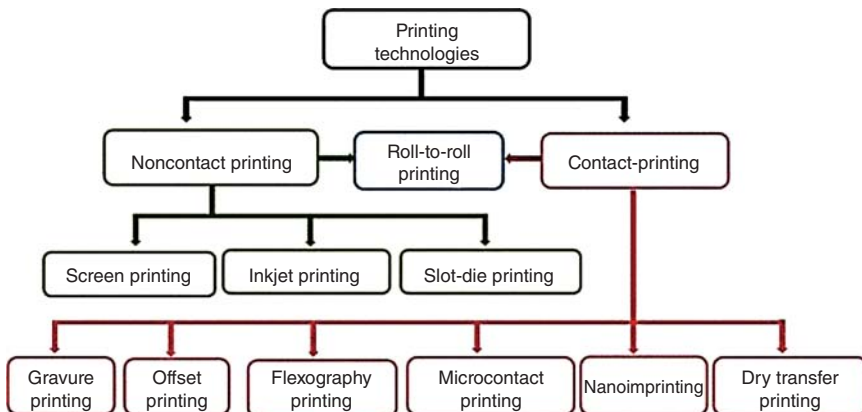 Printing
technologies
Noncontact printing
Roll-to-roll
printing
Contact-printing
Screen printing
Inkjet printing
Slot-die printing
Gravure
printing
Offset
printing
Flexography
printing
Microcontact
printing
Nanoimprinting
Dry transfer
printing